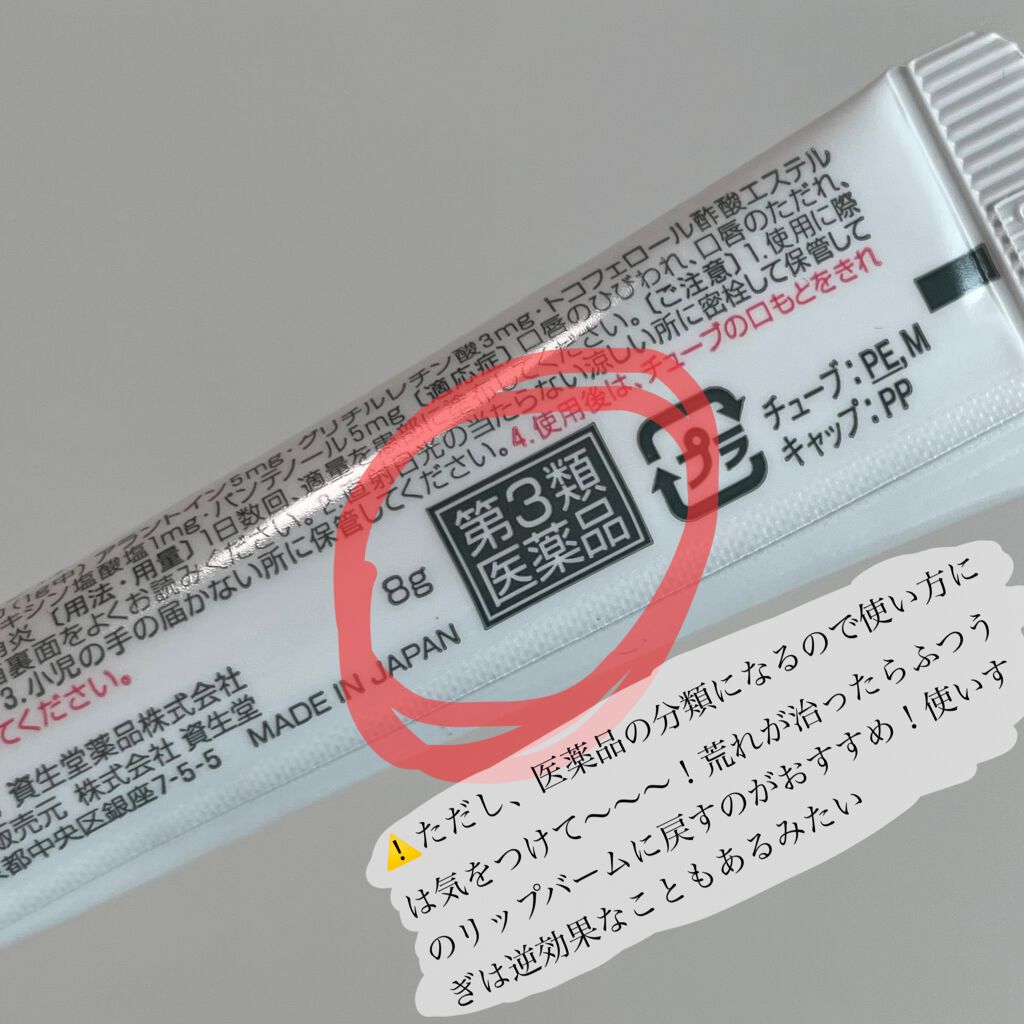 (1g中) アラントイン5mg・グリチルレチン酸3mg・トコフェロール酢酸エステル
キシン塩酸塩1mg・パンテノール5mg【適応症】口唇のひびわれ、口唇のただれ、
炎【用法・用量】1日数回、適量を患部に塗布してください。【ご注意】1.使用に際
裏面をよくお読みください。2.直射日光の当たらない涼しい所に密栓して保管して
3.小児の手の届かない所に保管してください。4.使用後は、チューブの口もとをきれ
てください。
資生堂薬品株式会社
販売元 株式会社 資生堂
都中央区銀座7-5-5
MADE IN JAPAN
8g
第3類
医薬品
プラ
チューブ:PE,M
キャップ:PP
⚠️ただし、医薬品の分類になるので使い方に
は気をつけて〜〜〜！荒れが治ったらふつう
のリップバームに戻すのがおすすめ！使いす
ぎは逆効果なこともあるみたい